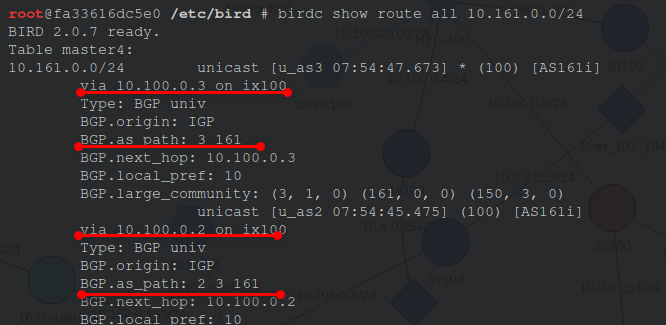 root@fa33616dc5e0 /etc/bird # birdc show route all 10.161.0.0/24
BIRD 2.0.7 ready.
Table master4:
10.161.0.0/24 unicast [u_as3 07:54:47.673] * (100) [AS161i]
via 10.100.0.3 on ix100
Type: BGP univ
BGP.origin: IGP
BGP.as_path: 3 161
BGP.next_hop: 10.100.0.3
BGP.local_pref: 10
BGP.large_community: (3, 1, 0) (161, 0, 0) (150, 3, 0)
unicast [u_as2 07:54:45.475] (100) [AS161i]
via 10.100.0.2 on ix100
Type: BGP univ
BGP.origin: IGP
BGP.as_path: 2 3 161
BGP.next_hop: 10.100.0.2
BGP.local_pref: 10